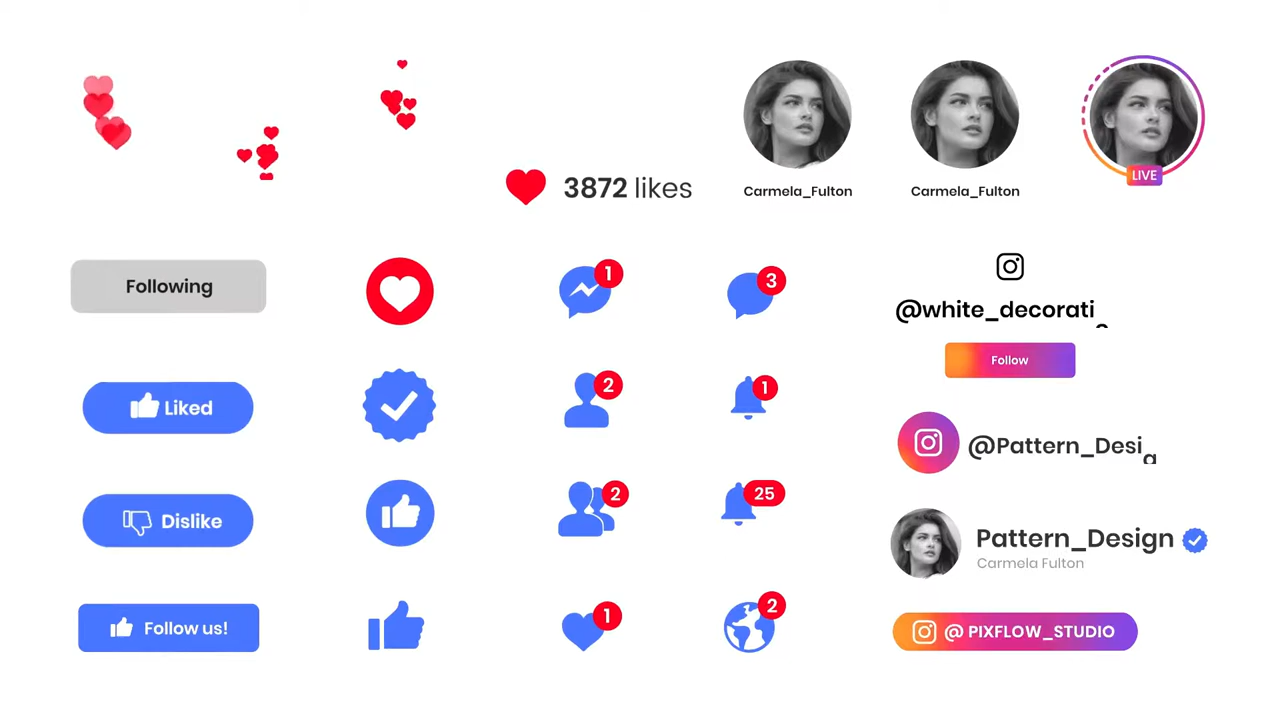 3872 likes
Carmela_Fulton
Carmela_Fulton
LIVE
Following
1
3
@white_decorati
Follow
Liked
2
1
@Pattern_Desig
Dislike
2
25
Pattern_Design
Carmela Fulton
Follow us!
1
2
@ PIXFLOW_STUDIO